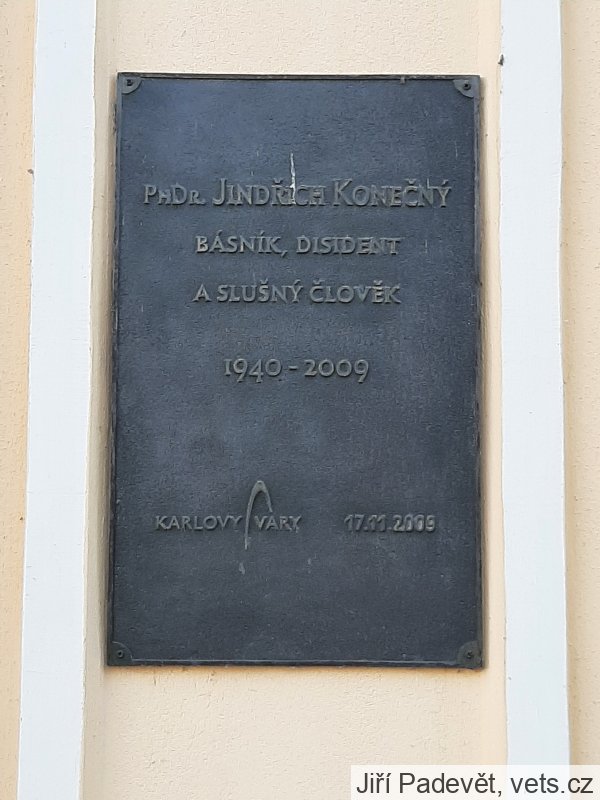 PhDr. Jindřich Konečný
básník, disident
a slušný člověk
1940 - 2009
Karlovy Vary 17.11.2009
Jiří Padevět, vets.cz